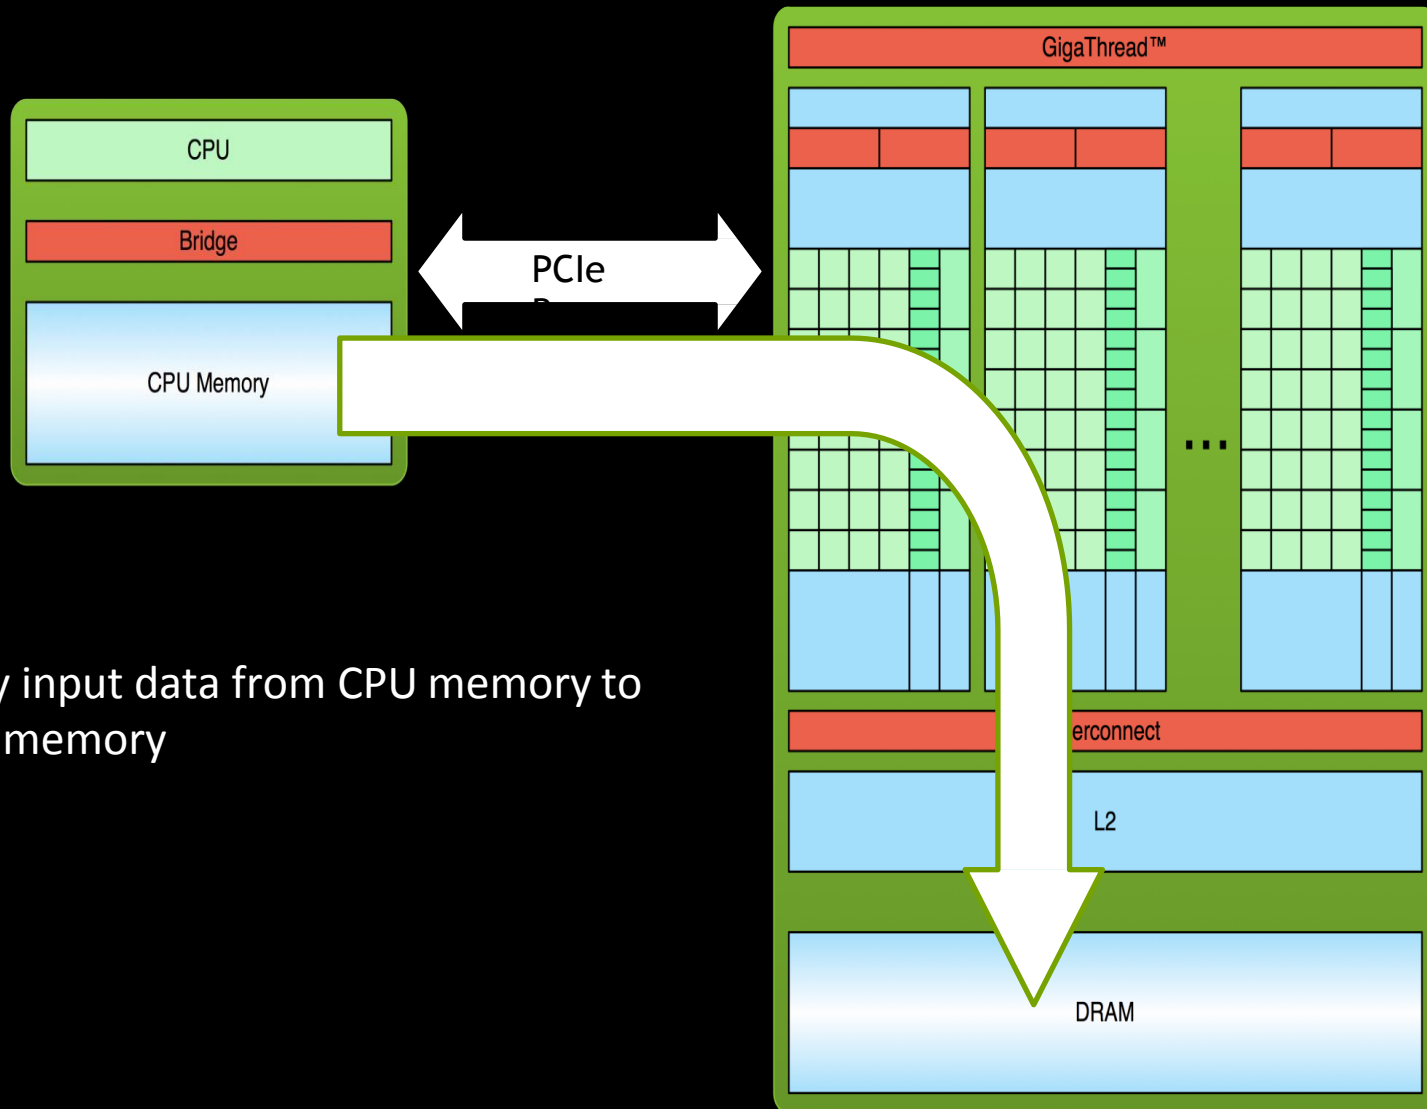 GigaThread™
CPU
Bridge
PCIe
CPU Memory
...
input data from CPU memory to
memory
erconnect
L2
DRAM